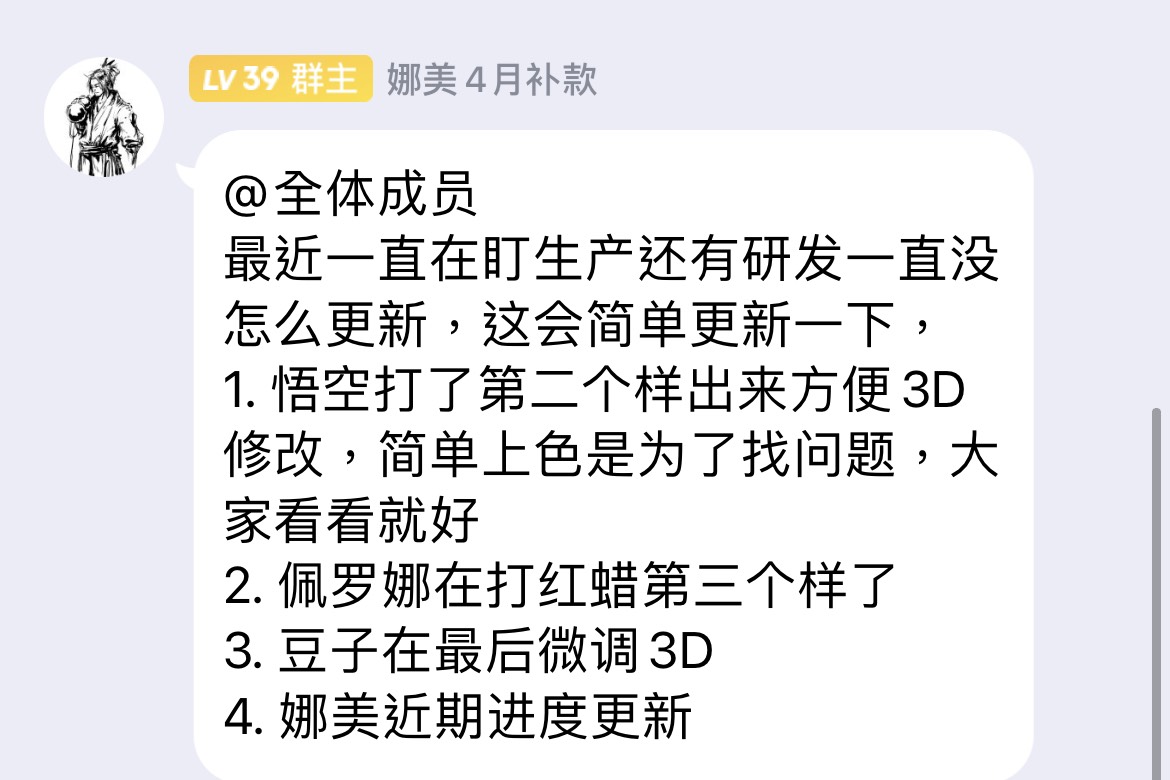 LV 39 群主 娜美4月补款
@全体成员
最近一直在盯生产还有研发一直没
怎么更新，这会简单更新一下，
1. 悟空打了第二个样出来方便3D
修改，简单上色是为了找问题，大
家看看就好
2. 佩罗娜在打红蜡第三个样了
3. 豆子在最后微调3D
4. 娜美近期进度更新